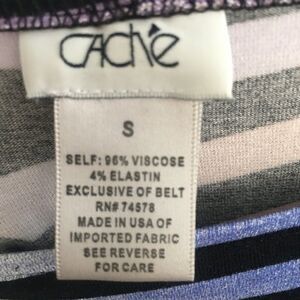 CAChé
S
SELF: 96% VISCOSE
4% ELASTIN
EXCLUSIVE OF BELT
RN# 74578
MADE IN USA OF
IMPORTED FABRIC
SEE REVERSE
FOR CARE